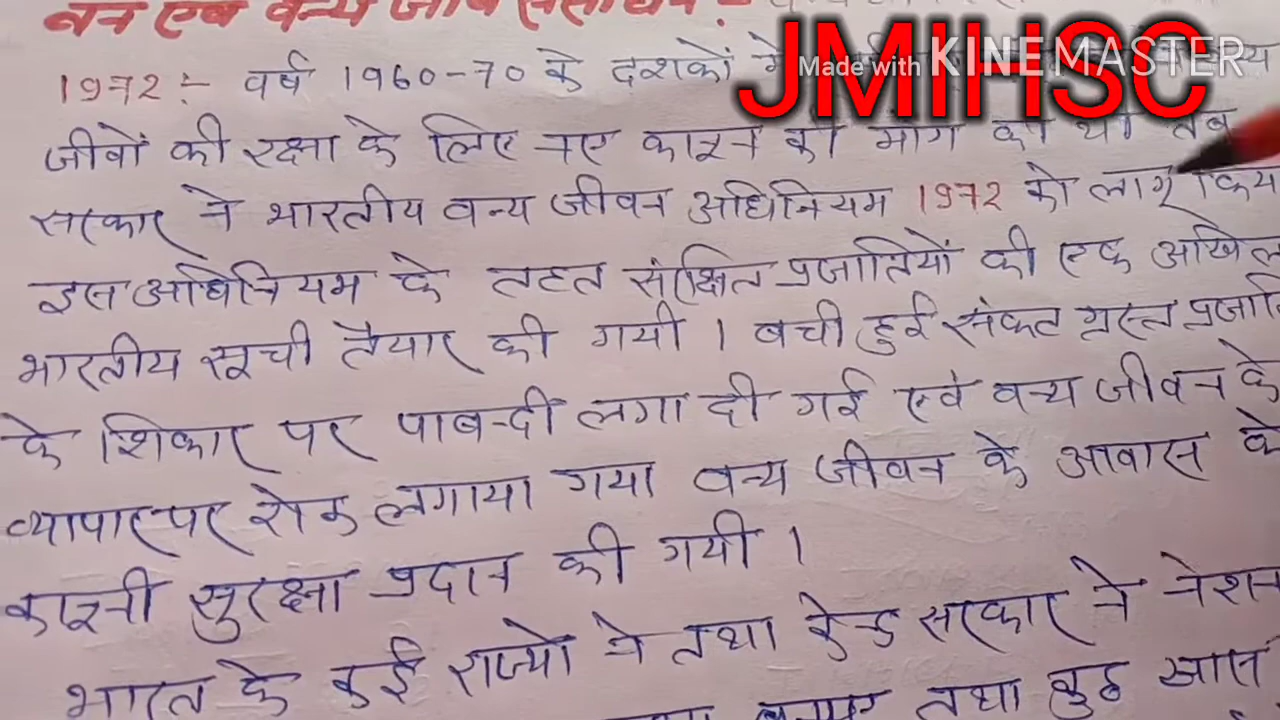 वन एवं वन्य जीव संसाधन :-
JMIHSC
Made with KINEMASTER
1972 :- वर्ष 1960-70 के दशकों में
जीवों की रक्षा के लिए नए कानून की मांग की थी तब
सरकार ने भारतीय वन्य जीवन अधिनियम 1972 को लागू किय
इस अधिनियम के तहत संरक्षित प्रजातियों की एक अखिल
भारतीय सूची तैयार की गयी । बची हुई संकट ग्रस्त प्रजाति
के शिकार पर पाबन्दी लगा दी गई एवं वन्य जीवन के
व्यापार पर रोक लगाया गया वन्य जीवन के आवास के
कानूनी सुरक्षा प्रदान की गयी ।
भारत के कई राज्यो ने तथा केन्द्र सरकार ने नेशन
तथा कुछ खास